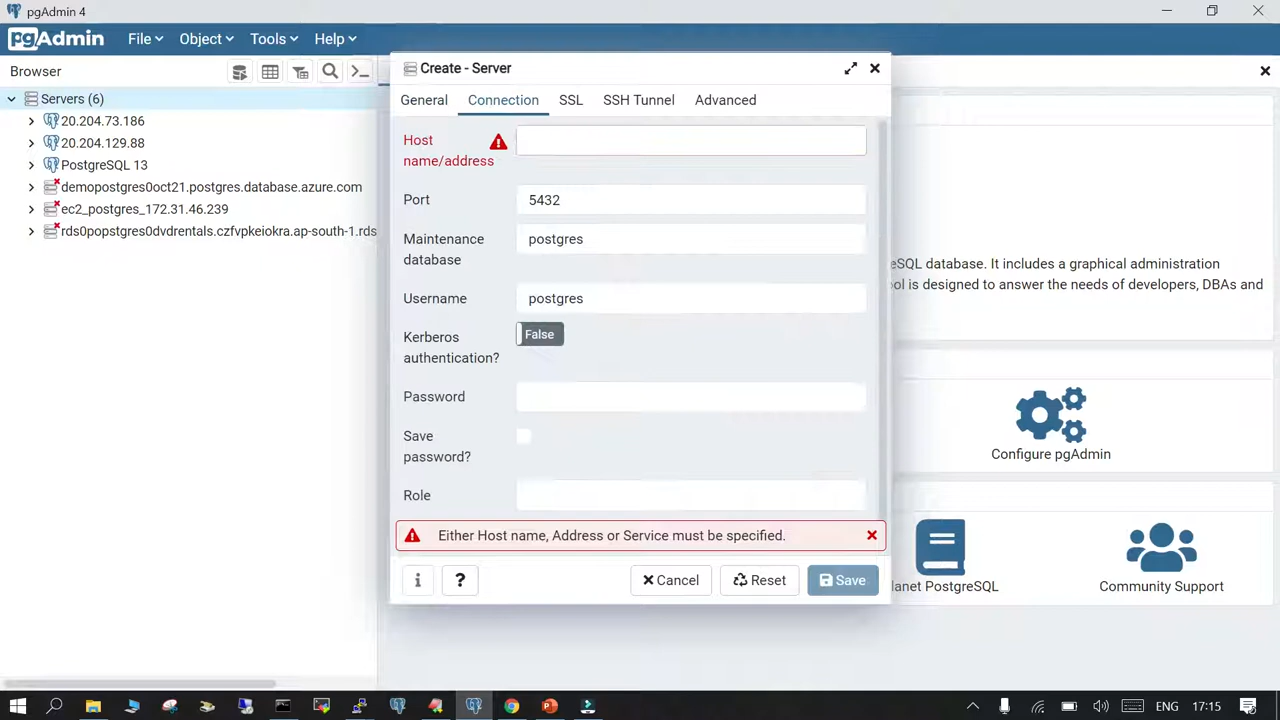 pgAdmin 4
pgAdmin
File
Object
Tools
Help
Browser
Servers (6)
20.204.73.186
20.204.129.88
PostgreSQL 13
demopostgres0oct21.postgres.database.azure.com
ec2_postgres_172.31.46.239
rds0popstgres0dvdrentals.czfvpkeiokra.ap-south-1.rds
Create - Server
General
Connection
SSL
SSH Tunnel
Advanced
Host
name/address
Port
5432
Maintenance
database
postgres
Username
postgres
Kerberos
authentication?
False
Password
Save
password?
Role
Either Host name, Address or Service must be specified.
i
?
Cancel
Reset
Save
eSQL database. It includes a graphical administration
ol is designed to answer the needs of developers, DBAs and
Configure pgAdmin
lanet PostgreSQL
Community Support
ENG
17:15